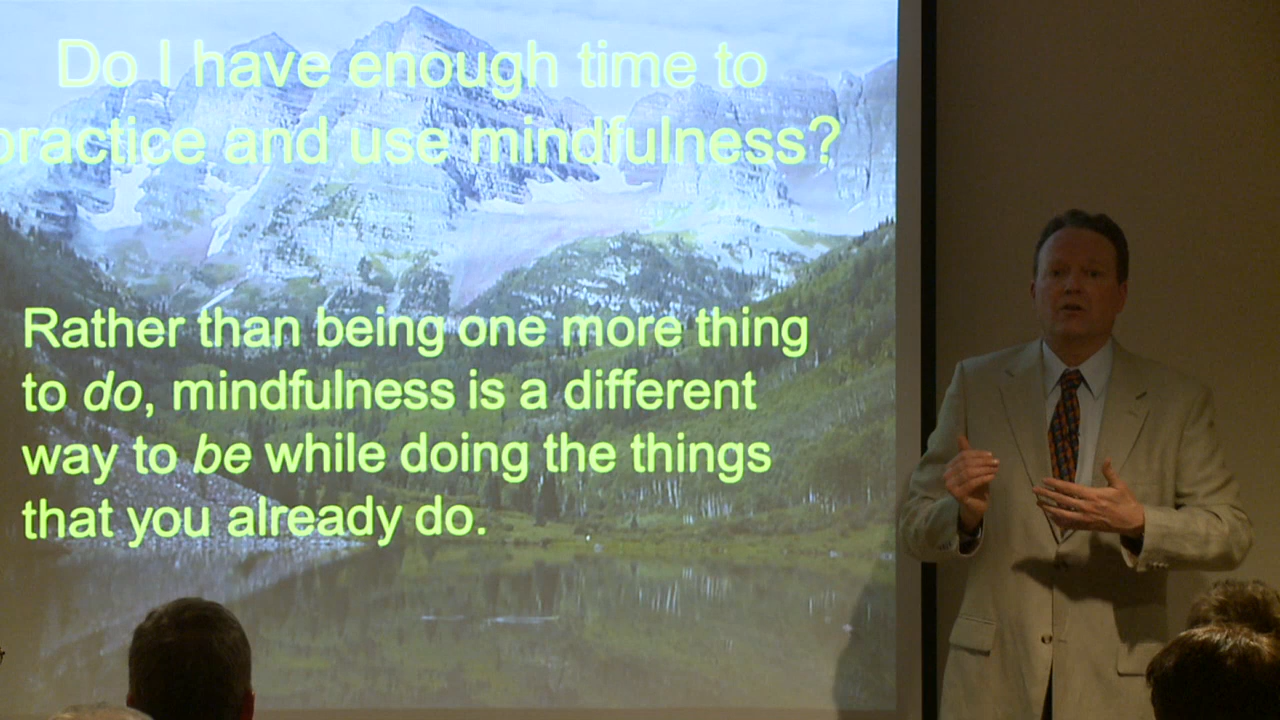 Do I have enough time to
practice and use mindfulness?
Rather than being one more thing
to do, mindfulness is a different
way to be while doing the things
that you already do.